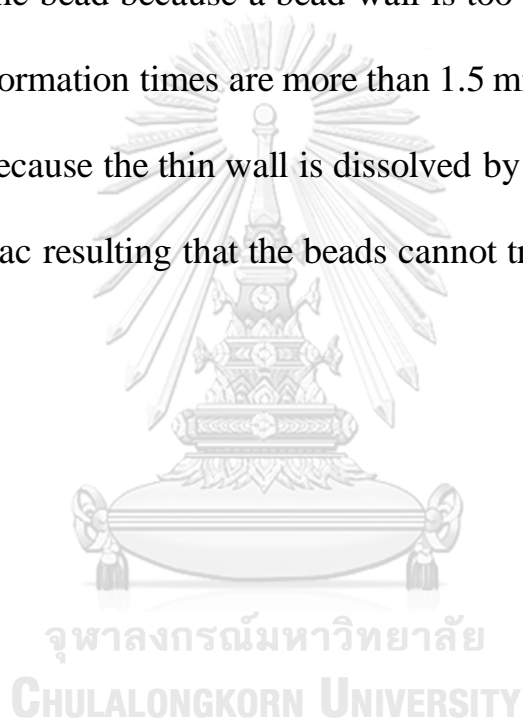 the bead because a bead wall is too
ormation times are more than 1.5 m
ecause the thin wall is dissolved by
ac resulting that the beads cannot tr
จุฬาลงกรณ์มหาวิทยาลัย
CHULALONGKORN UNIVERSITY